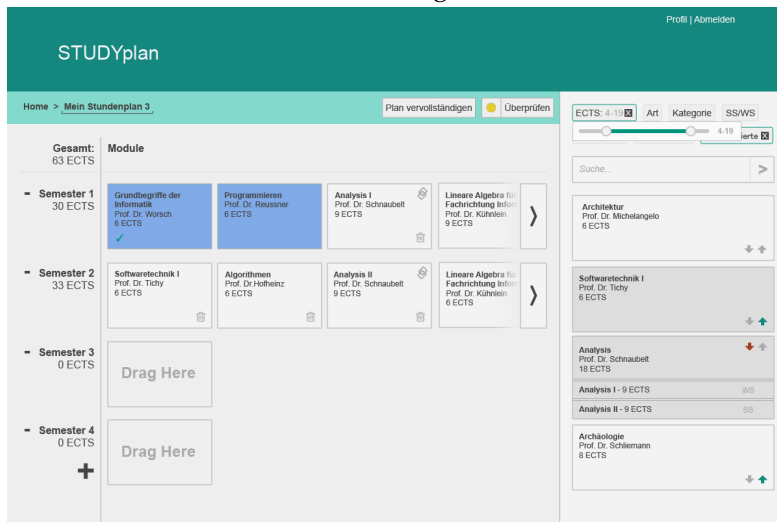 Profil | Abmelden
STUDYplan
Home > Mein Stundenplan 3
Plan vervollständigen
Überprüfen
ECTS: 4-19
Art
Kategorie
SS/WS
4-19
ierte
Gesamt:
63 ECTS
Module
Suche...
>
- Semester 1
30 ECTS
Grundbegriffe der
Informatik
Prof. Dr. Worsch
6 ECTS
Programmieren
Prof. Dr. Reussner
6 ECTS
Analysis I
Prof. Dr. Schnaubelt
9 ECTS
Lineare Algebra für
Fachrichtung Inform
Prof. Dr. Kühnlein
9 ECTS
- Semester 2
33 ECTS
Softwaretechnik I
Prof. Dr. Tichy
6 ECTS
Algorithmen
Prof. Dr.Hofheinz
6 ECTS
Analysis II
Prof. Dr. Schnaubelt
9 ECTS
Lineare Algebra für
Fachrichtung Inform
Prof. Dr. Kühnlein
6 ECTS
- Semester 3
0 ECTS
Drag Here
- Semester 4
0 ECTS
Drag Here
+
Architektur
Prof. Dr. Michelangelo
6 ECTS
Softwaretechnik I
Prof. Dr. Tichy
6 ECTS
Analysis
Prof. Dr. Schnaubelt
18 ECTS
Analysis I - 9 ECTS WS
Analysis II - 9 ECTS SS
Archäologie
Prof. Dr. Schliemann
8 ECTS